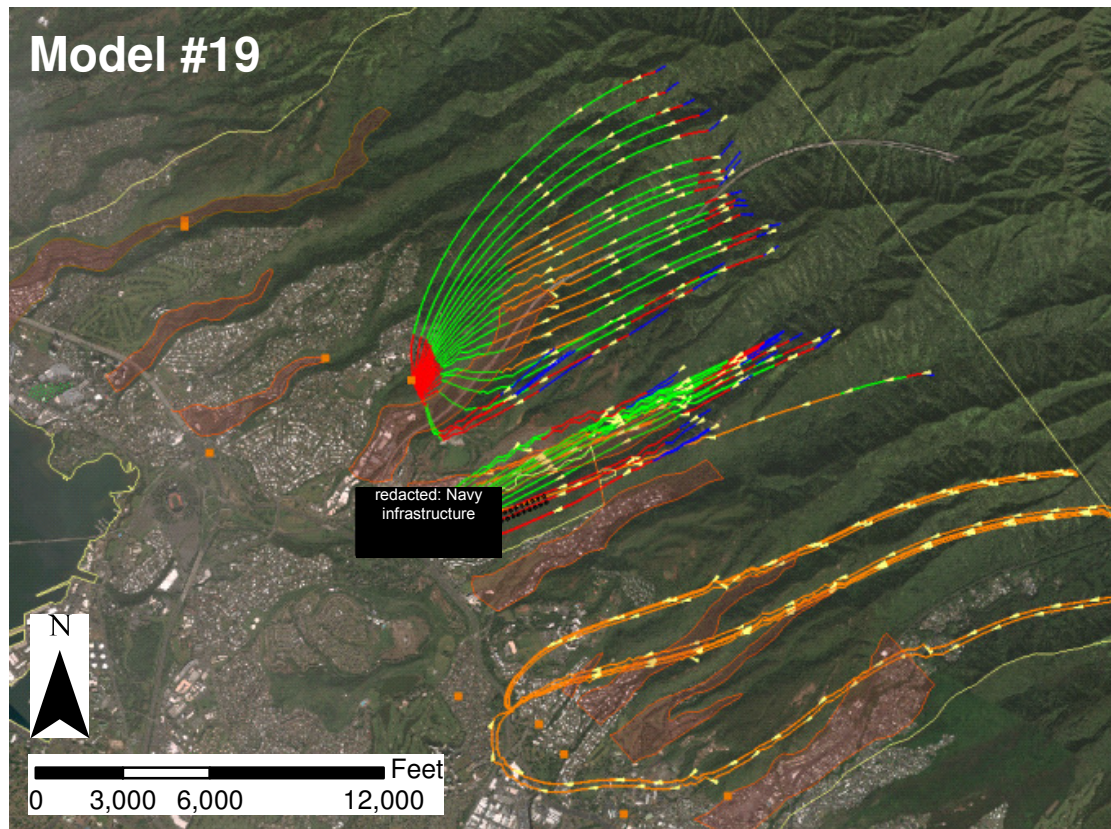 Model #19
redacted: Navy
infrastructure
N
Feet
0 3,000 6,000 12,000